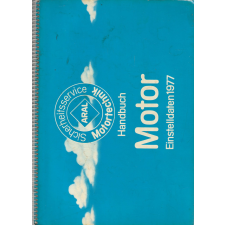 Sicherheitsservice
ARAL
Motortechnik
Handbuch
Motor
Einstelldaten 1977